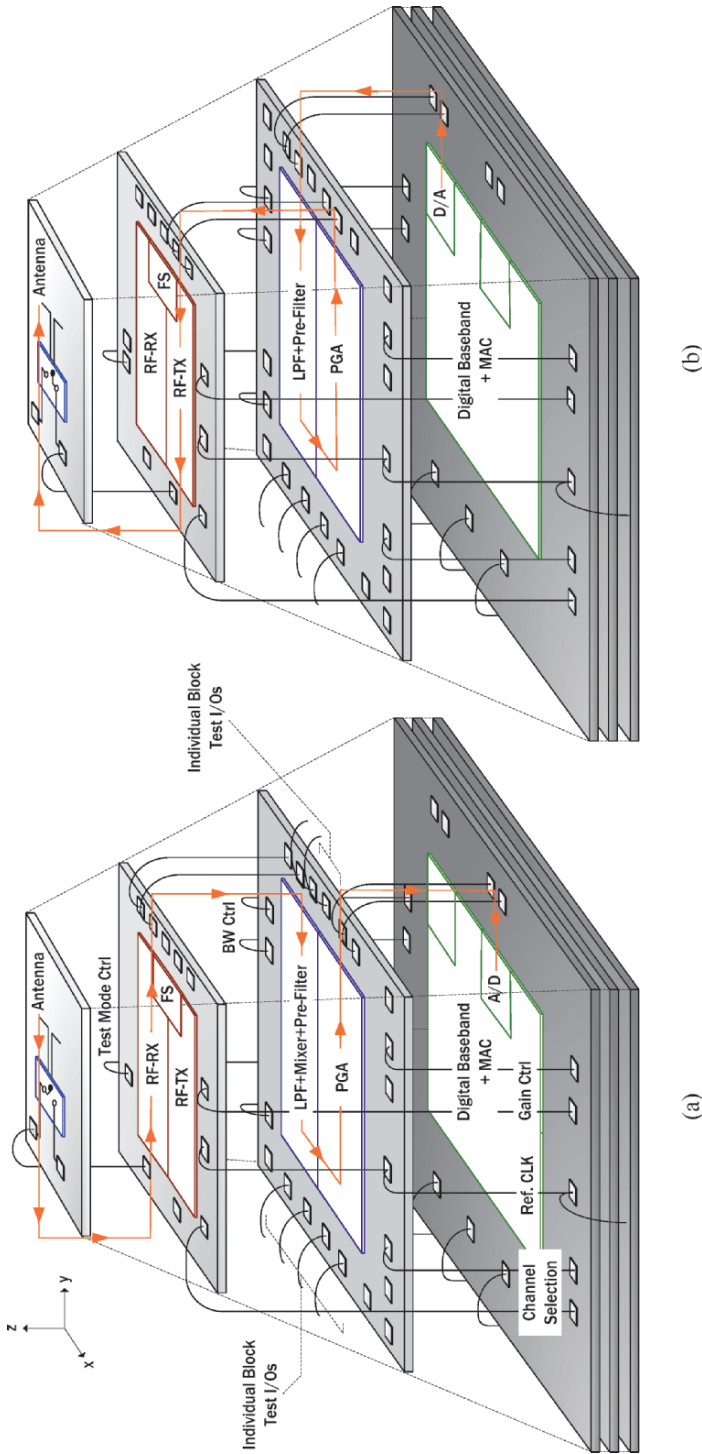 z
y
x
Antenna
Test Mode Ctrl
RF-RX
FS
RF-TX
Individual Block
Test I/Os
BW Ctrl
LPF+Mixer+Pre-Filter
PGA
Individual Block
Test I/Os
A/D
Digital Baseband
+ MAC
Gain Ctrl
Ref. CLK
Channel
Selection
(a)
Antenna
RF-RX
FS
RF-TX
LPF+Pre-Filter
PGA
D/A
Digital Baseband
+ MAC
(b)